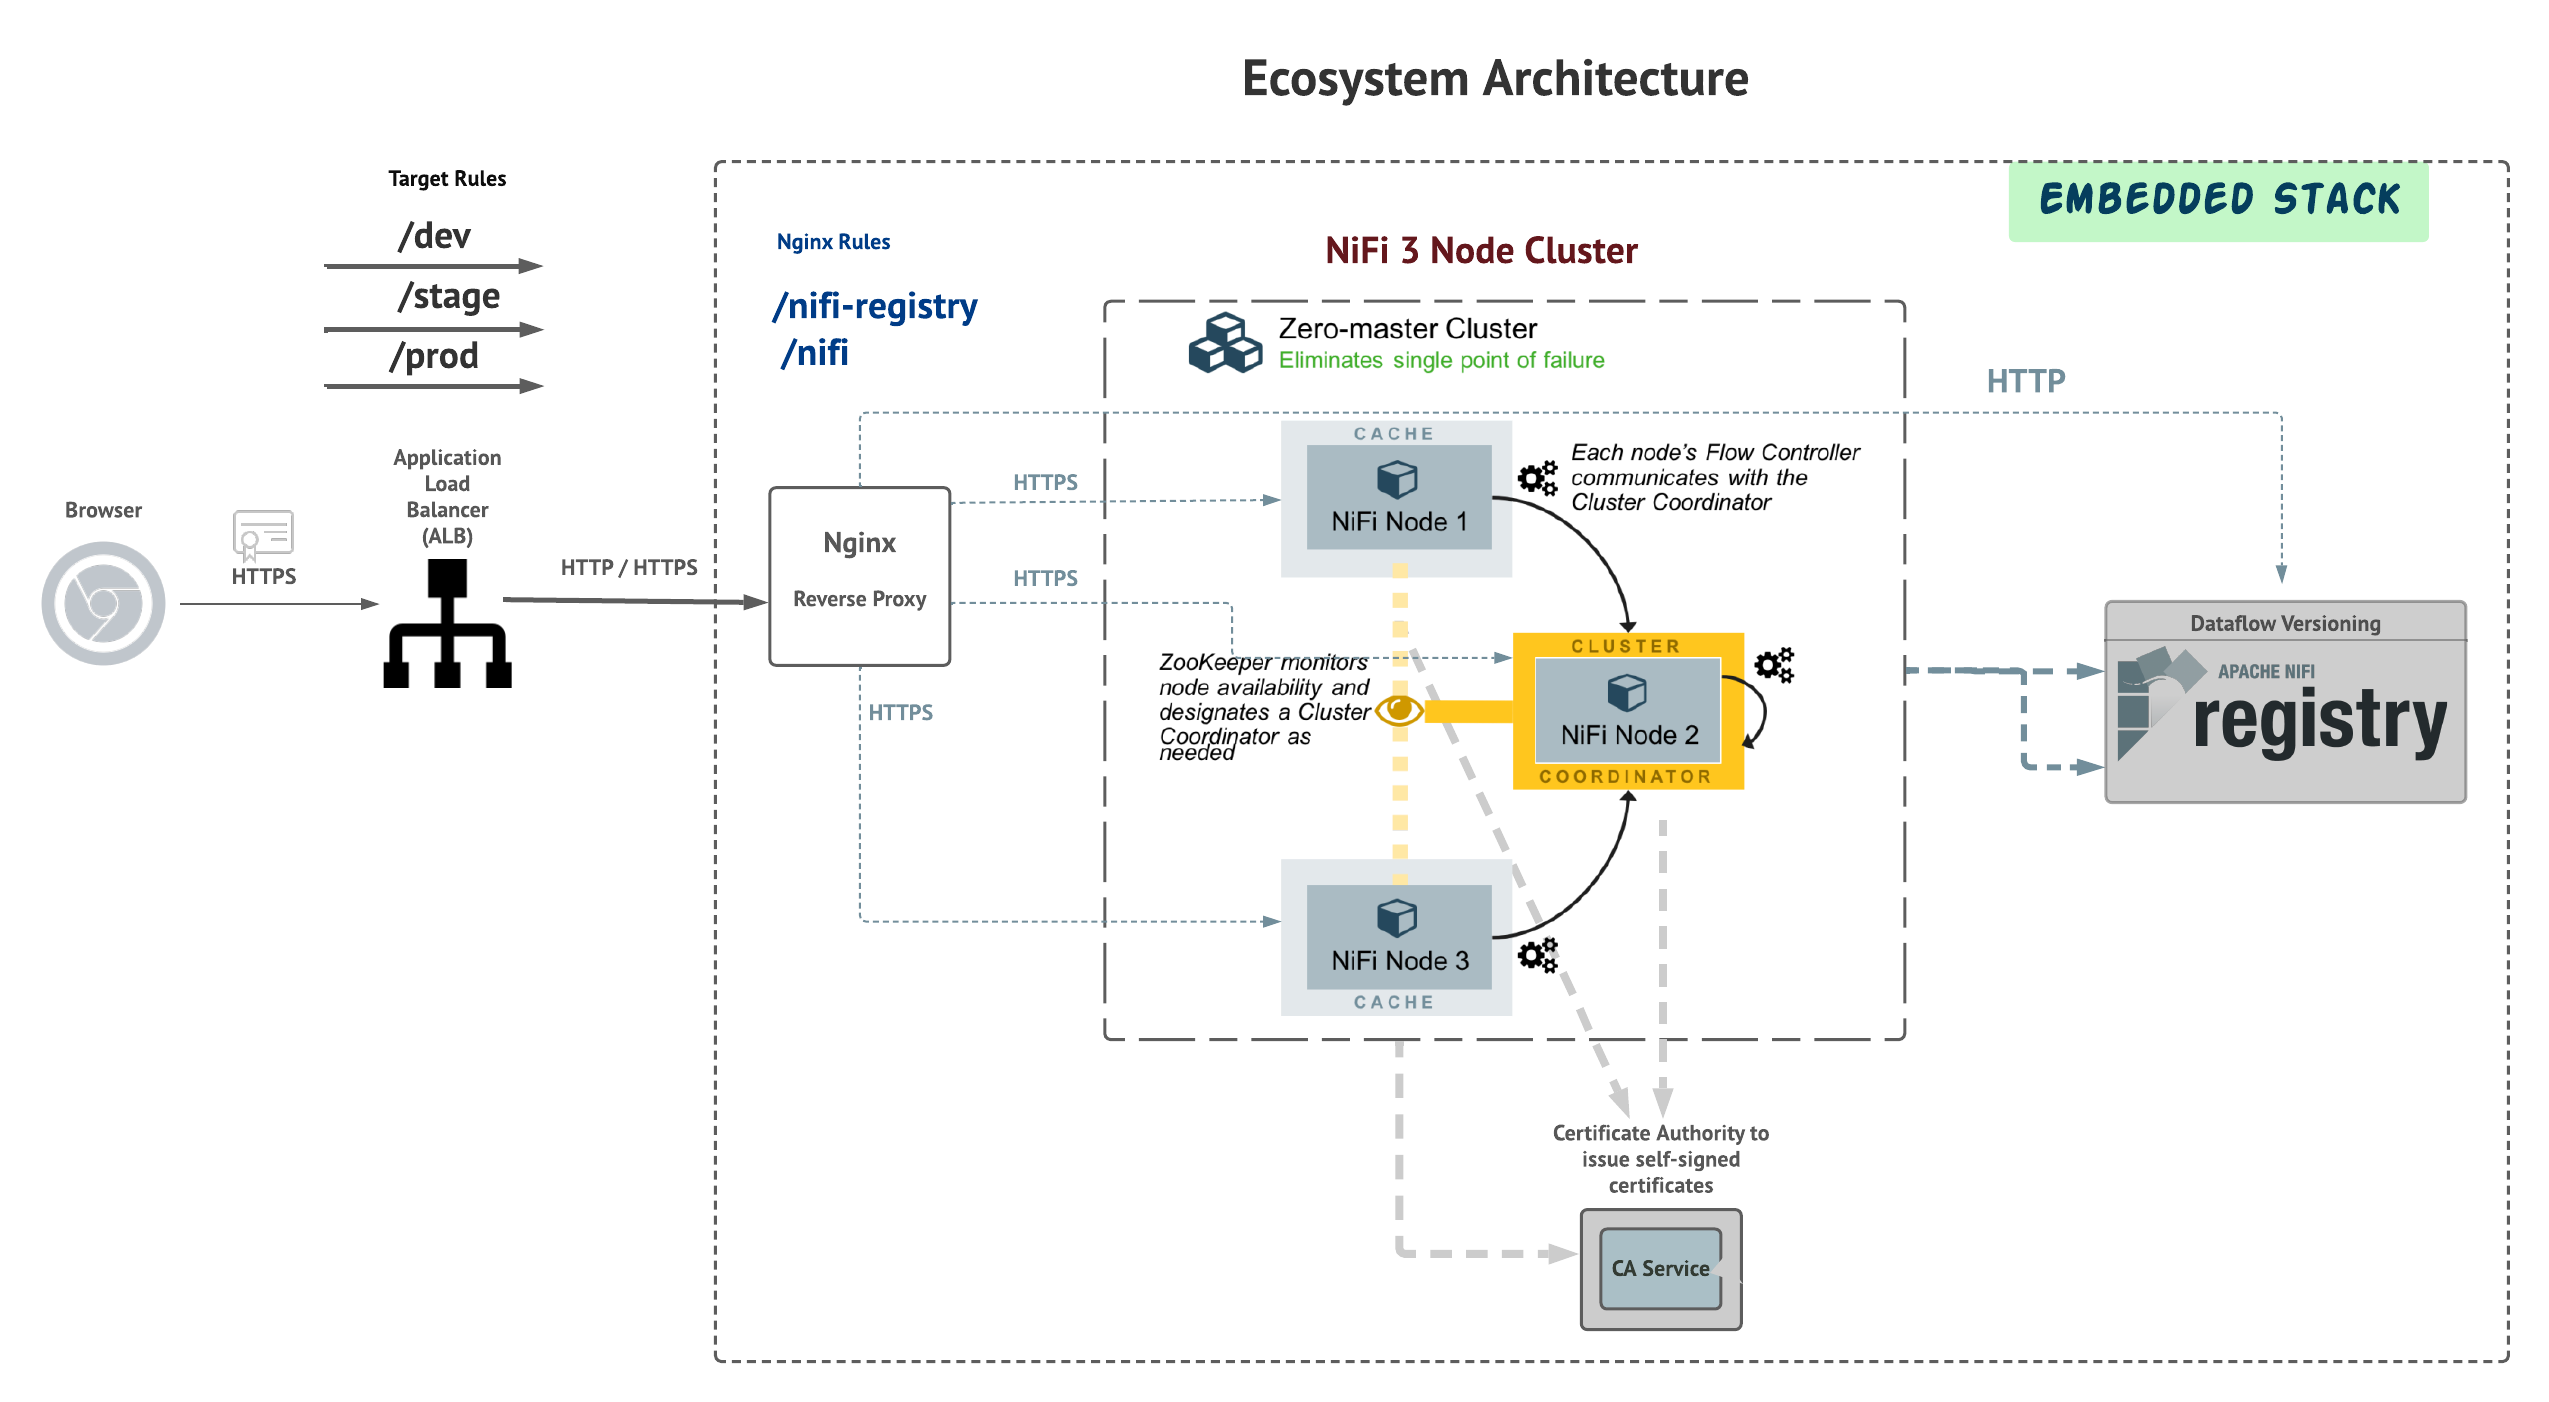 Ecosystem Architecture
Target Rules
/dev
/stage
/prod
EMBEDDED STACK
Nginx Rules
/nifi-registry
/nifi
NiFi 3 Node Cluster
Zero-master Cluster
Eliminates single point of failure
HTTP
Browser
HTTPS
Application
Load
Balancer
(ALB)
HTTP / HTTPS
Nginx
Reverse Proxy
HTTPS
HTTPS
HTTPS
CACHE
NiFi Node 1
Each node's Flow Controller
communicates with the
Cluster Coordinator
ZooKeeper monitors
node availability and
designates a Cluster
Coordinator as
needed
CLUSTER
NiFi Node 2
COORDINATOR
NiFi Node 3
CACHE
Dataflow Versioning
APACHE NIFI
registry
Certificate Authority to
issue self-signed
certificates
CA Service